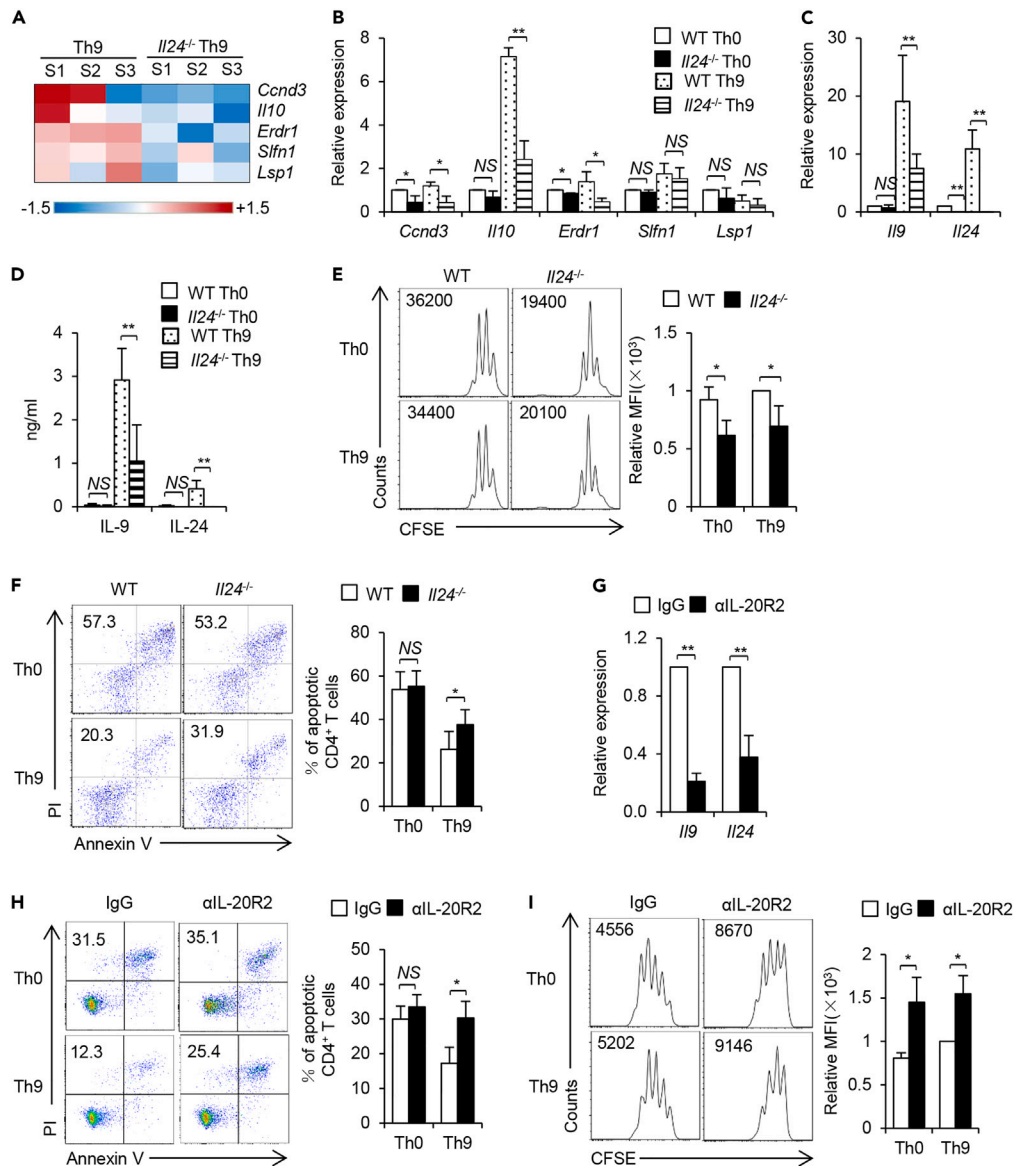 A
Th9 Il24-/- Th9
S1 S2 S3 S1 S2 S3
Ccnd3
Il10
Erdr1
Slfn1
Lsp1
-1.5 +1.5
B
Relative expression
10
8
6
4
2
0
NS * ** * NS * * NS NS NS NS
* **
WT Th0
Il24-/- Th0
WT Th9
Il24-/- Th9
Ccnd3 Il10 Erdr1 Slfn1 Lsp1
C
Relative expression
30
20
10
0
NS ** ** **
Il9 Il24
D
WT Th0
Il24-/- Th0
WT Th9
Il24-/- Th9
ng/ml
4
3
2
1
0
NS ** NS **
IL-9 IL-24
E
WT Il24-/-
Th0
36200 19400
Th9
34400 20100
Counts
CFSE
WT Il24-/-
Relative MFI(×10³)
1.5
1
0.5
0
* *
Th0 Th9
F
WT Il24-/-
Th0
57.3 53.2
Th9
20.3 31.9
PI
Annexin V
WT Il24-/-
% of apoptotic
CD4+ T cells
80
60
40
20
0
NS *
Th0 Th9
G
IgG αIL-20R2
Relative expression
1.2
0.8
0.4
0.0
** **
Il9 Il24
H
IgG αIL-20R2
Th0
31.5 35.1
Th9
12.3 25.4
PI
Annexin V
IgG αIL-20R2
% of apoptotic
CD4+ T cells
50
40
30
20
10
0
NS *
Th0 Th9
I
IgG αIL-20R2
Th0
4556 8670
Th9
5202 9146
Counts
CFSE
IgG αIL-20R2
Relative MFI(×10³)
2
1.5
1
0.5
0
* *
Th0 Th9